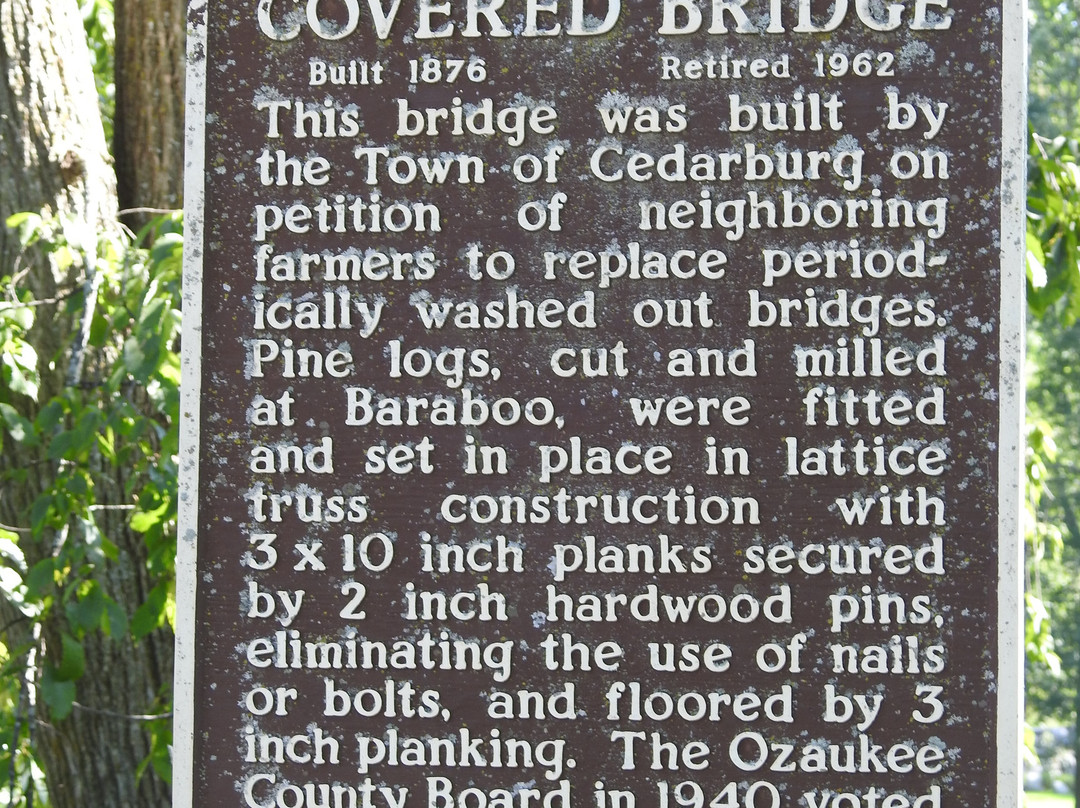 COVERED BRIDGE
Built 1876 Retired 1962
This bridge was built by
the Town of Cedarburg on
petition of neighboring
farmers to replace period-
ically washed out bridges.
Pine logs, cut and milled
at Baraboo, were fitted
and set in place in lattice
truss construction with
3 x 10 inch planks secured
by 2 inch hardwood pins,
eliminating the use of nails
or bolts, and floored by 3
inch planking. The Ozaukee
County Board in 1940 voted